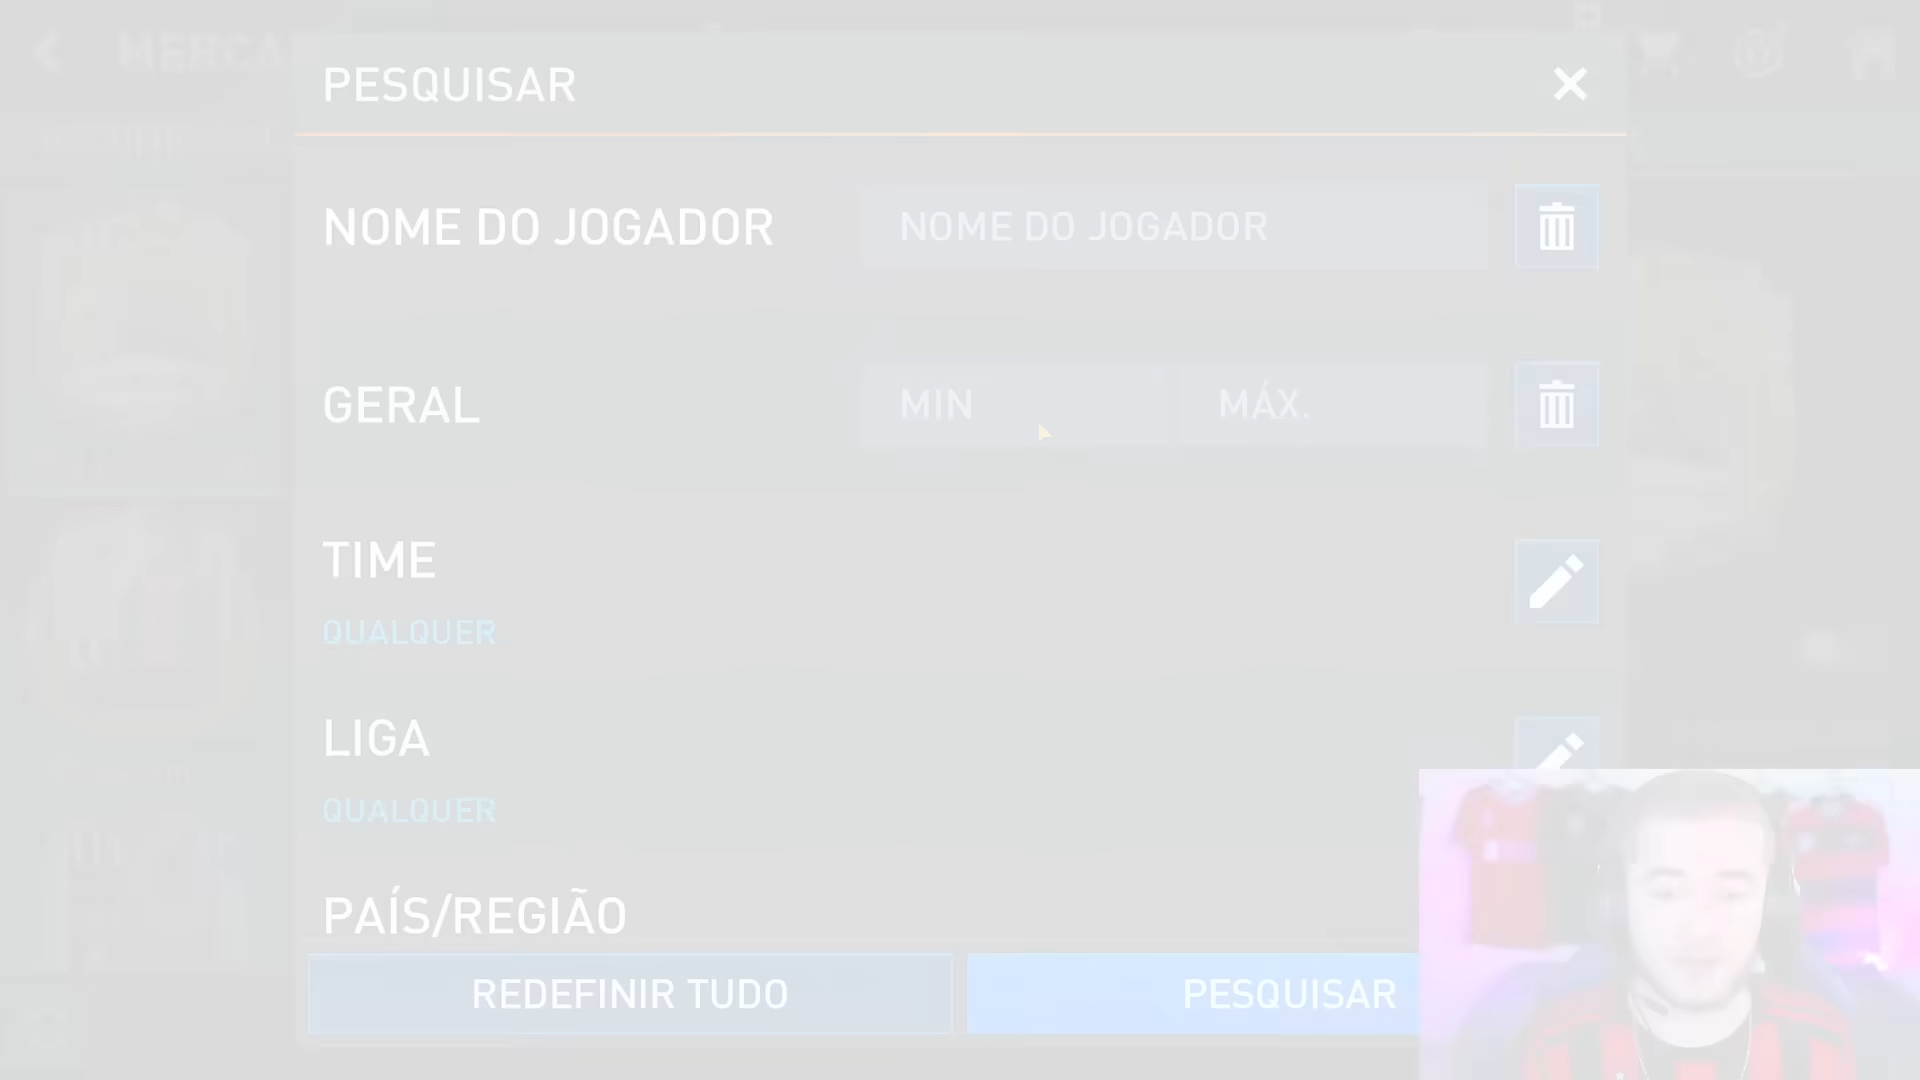 MERCA
PESQUISAR
NOME DO JOGADOR
NOME DO JOGADOR
GERAL
MIN
MÁX.
TIME
QUALQUER
LIGA
QUALQUER
PAÍS/REGIÃO
REDEFINIR TUDO
PESQUISAR